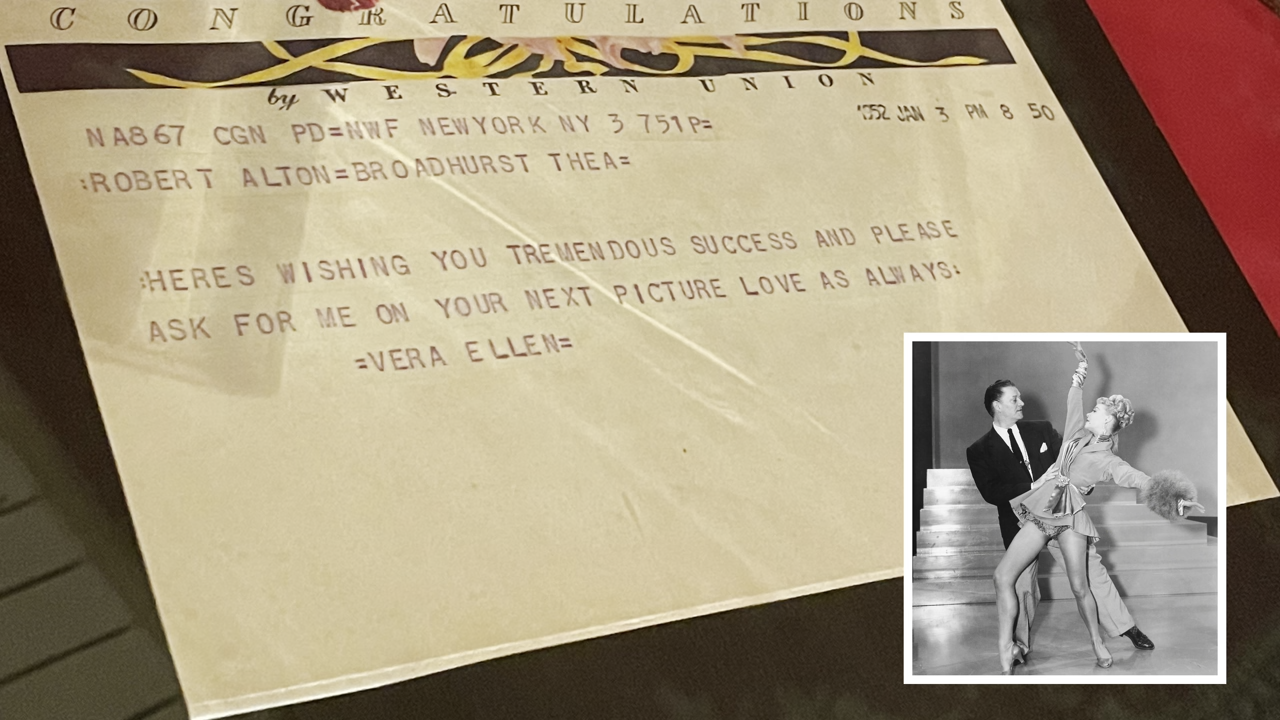 CONGRATULATIONS
by WESTERN UNION
1952 JAN 3 PM 8 50
NA867 CGN PD=NWF NEWYORK NY 3 751P=
:ROBERT ALTON=BROADHURST THEA=
:HERES WISHING YOU TREMENDOUS SUCCESS AND PLEASE
ASK FOR ME ON YOUR NEXT PICTURE LOVE AS ALWAYS:
=VERA ELLEN=